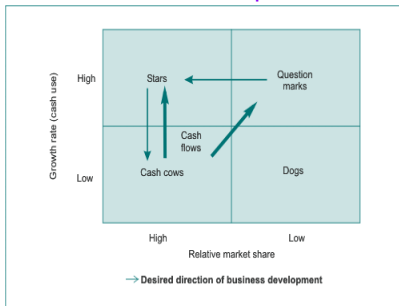 Growth rate (cash use)
High
Stars
Question
marks
Cash
flows
Low
Cash cows
Dogs
High
Low
Relative market share
Desired direction of business development